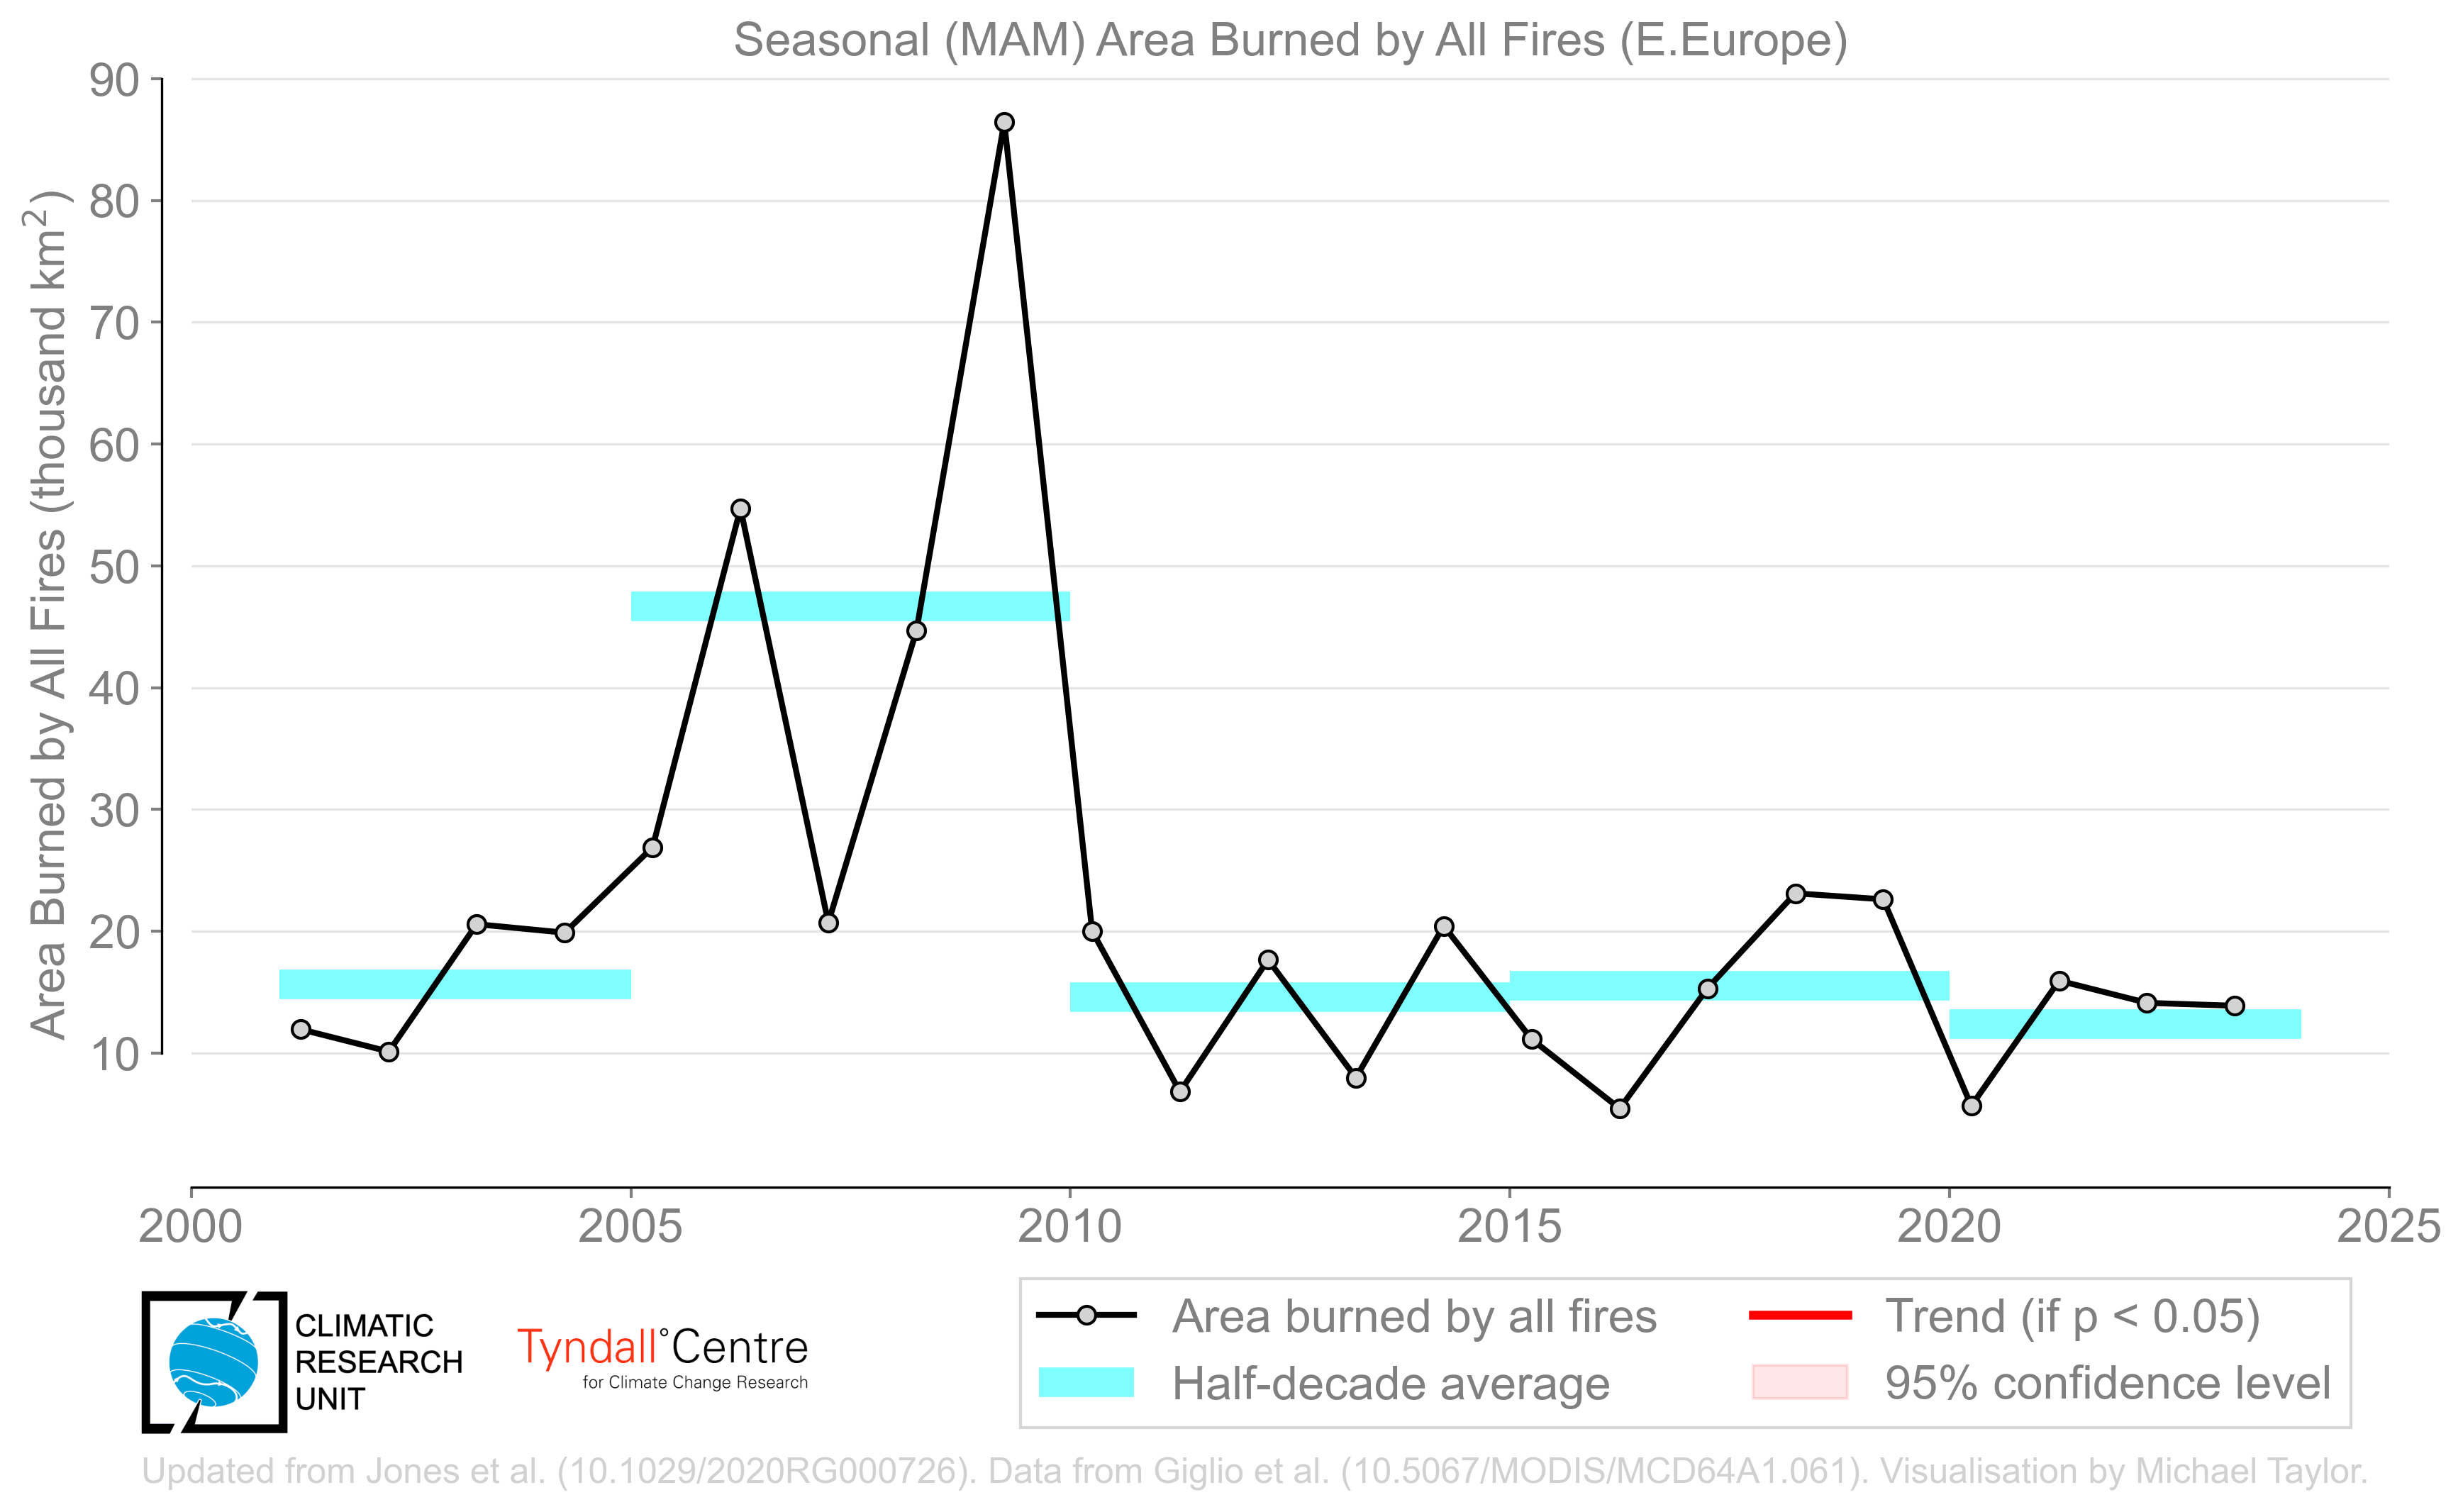 Seasonal (MAM) Area Burned by All Fires (E.Europe)
Area Burned by All Fires (thousand km²)
90
80
70
60
50
40
30
20
10
2000 2005 2010 2015 2020 2025
CLIMATIC
RESEARCH
UNIT
Tyndall°Centre
for Climate Change Research
Area burned by all fires
Half-decade average
Trend (if p < 0.05)
95% confidence level
Updated from Jones et al. (10.1029/2020RG000726). Data from Giglio et al. (10.5067/MODIS/MCD64A1.061). Visualisation by Michael Taylor.